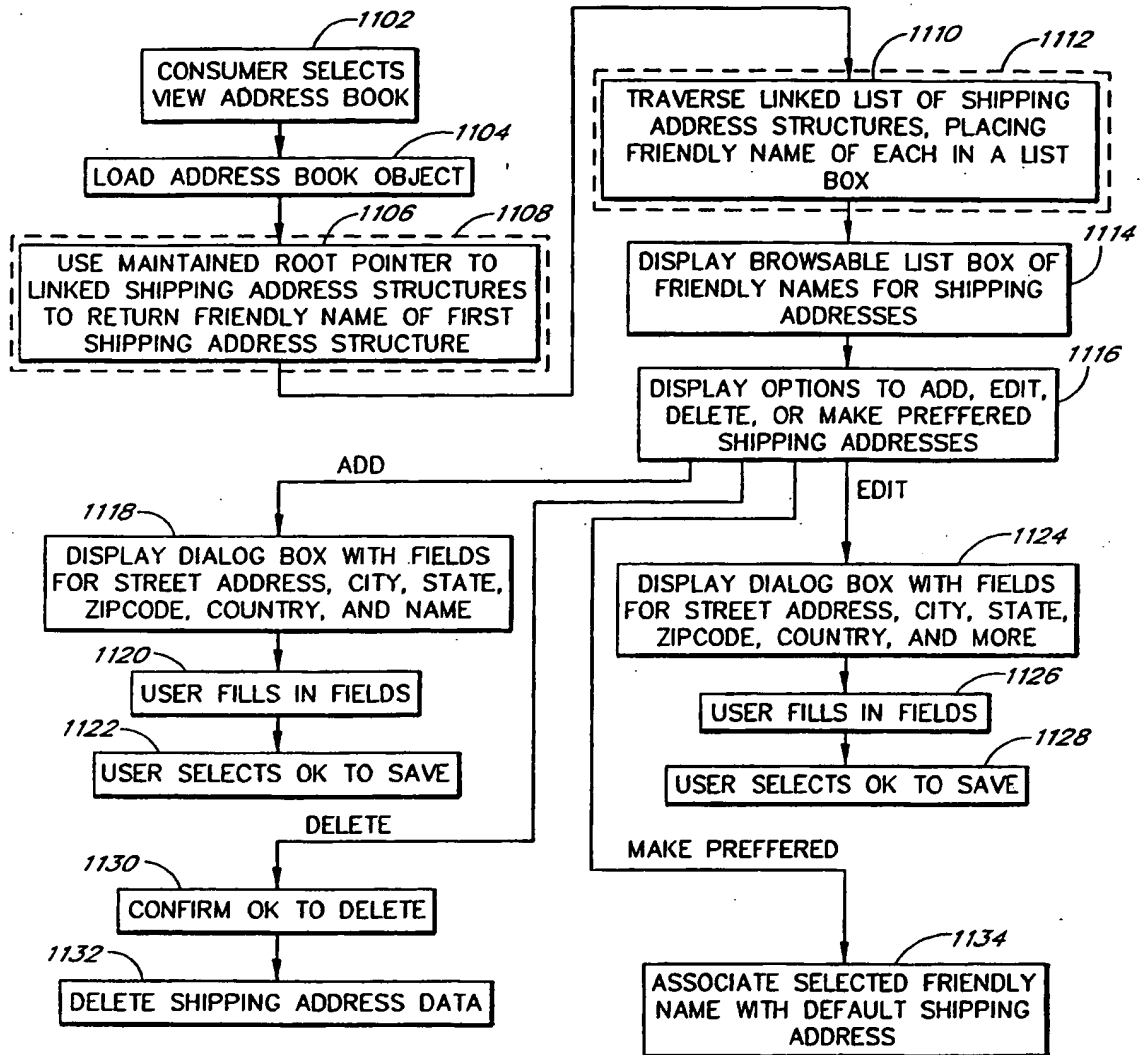 1102
CONSUMER SELECTS
VIEW ADDRESS BOOK
1104
LOAD ADDRESS BOOK OBJECT
1106
1108
USE MAINTAINED ROOT POINTER TO
LINKED SHIPPING ADDRESS STRUCTURES
TO RETURN FRIENDLY NAME OF FIRST
SHIPPING ADDRESS STRUCTURE
1110
1112
TRAVERSE LINKED LIST OF SHIPPING
ADDRESS STRUCTURES, PLACING
FRIENDLY NAME OF EACH IN A LIST
BOX
1114
DISPLAY BROWSABLE LIST BOX OF
FRIENDLY NAMES FOR SHIPPING
ADDRESSES
1116
DISPLAY OPTIONS TO ADD, EDIT,
DELETE, OR MAKE PREFFERED
SHIPPING ADDRESSES
ADD
1118
DISPLAY DIALOG BOX WITH FIELDS
FOR STREET ADDRESS, CITY, STATE,
ZIPCODE, COUNTRY, AND NAME
1120
USER FILLS IN FIELDS
1122
USER SELECTS OK TO SAVE
EDIT
1124
DISPLAY DIALOG BOX WITH FIELDS
FOR STREET ADDRESS, CITY, STATE,
ZIPCODE, COUNTRY, AND MORE
1126
USER FILLS IN FIELDS
1128
USER SELECTS OK TO SAVE
DELETE
1130
CONFIRM OK TO DELETE
1132
DELETE SHIPPING ADDRESS DATA
MAKE PREFFERED
1134
ASSOCIATE SELECTED FRIENDLY
NAME WITH DEFAULT SHIPPING
ADDRESS